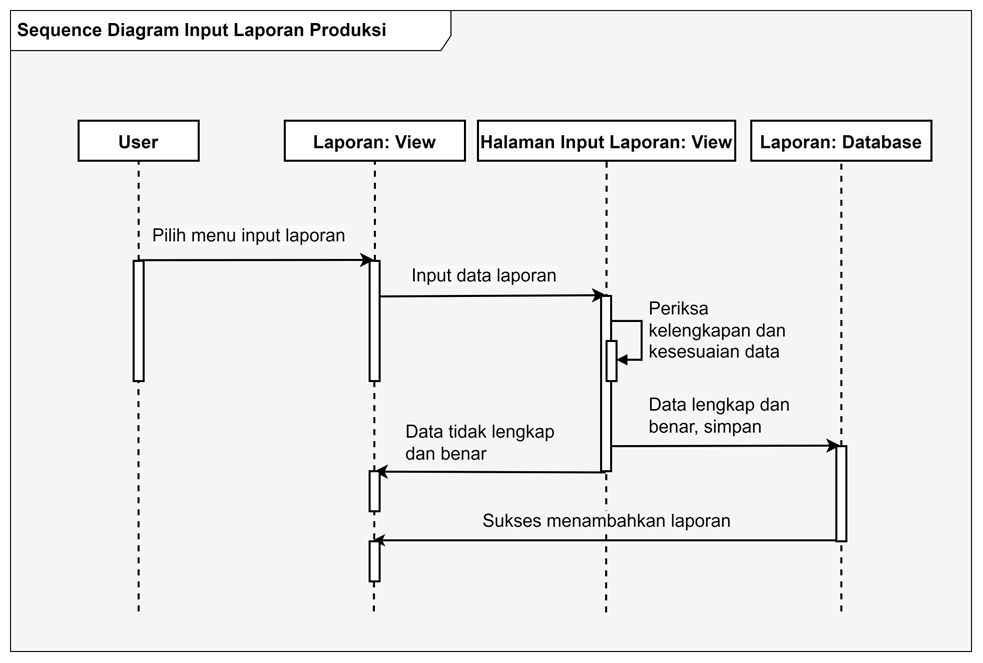 Sequence Diagram Input Laporan Produksi
User
Laporan: View
Halaman Input Laporan: View
Laporan: Database
Pilih menu input laporan
Input data laporan
Periksa
kelengkapan dan
kesesuaian data
Data lengkap dan
benar, simpan
Data tidak lengkap
dan benar
Sukses menambahkan laporan